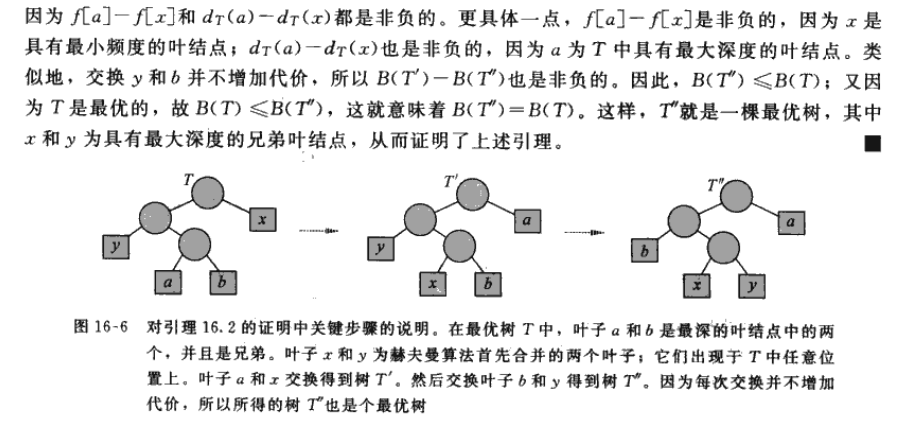 因为 f[a]－f[x]和 dT(a)－dT(x)都是非负的。更具体一点，f[a]－f[x]是非负的，因为 x 是
具有最小频度的叶结点；dT(a)－dT(x)也是非负的，因为 a 为 T 中具有最大深度的叶结点。类
似地，交换 y 和 b 并不增加代价，所以 B(T′)－B(T″)也是非负的。因此，B(T″)≤B(T)；又因
为 T 是最优的，故 B(T)≤B(T″)，这就意味着 B(T″)＝B(T)。这样，T″就是一棵最优树，其中
x 和 y 为具有最大深度的兄弟叶结点，从而证明了上述引理。 ■
T T′ T″
x a a
y y b
a b x b x y
图 16-6 对引理 16.2 的证明中关键步骤的说明。在最优树 T 中，叶子 a 和 b 是最深的叶结点中的两
个，并且是兄弟。叶子 x 和 y 为赫夫曼算法首先合并的两个叶子；它们出现于 T 中任意位
置上。叶子 a 和 x 交换得到树 T′。然后交换叶子 b 和 y 得到树 T″。因为每次交换并不增加
代价，所以所得的树 T″也是个最优树